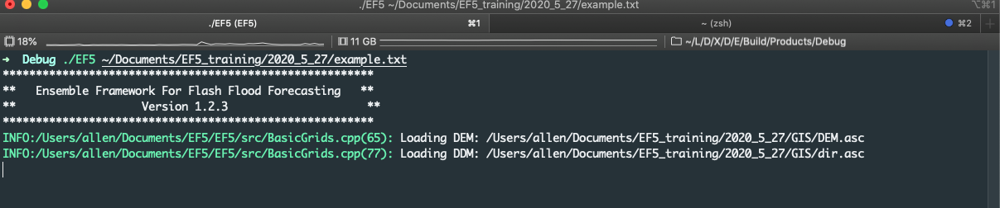 ./EF5 ~/Documents/EF5_training/2020_5_27/example.txt
⌥⌘1
./EF5 (EF5) ⌘1 ~ (zsh) ⌘2 +
18% 11 GB ~/L/D/X/D/E/Build/Products/Debug
→ Debug ./EF5 ~/Documents/EF5_training/2020_5_27/example.txt
********************************************************
** Ensemble Framework For Flash Flood Forecasting **
** Version 1.2.3 **
********************************************************
INFO:/Users/allen/Documents/EF5/EF5/src/BasicGrids.cpp(65): Loading DEM: /Users/allen/Documents/EF5_training/2020_5_27/GIS/DEM.asc
INFO:/Users/allen/Documents/EF5/EF5/src/BasicGrids.cpp(77): Loading DDM: /Users/allen/Documents/EF5_training/2020_5_27/GIS/dir.asc